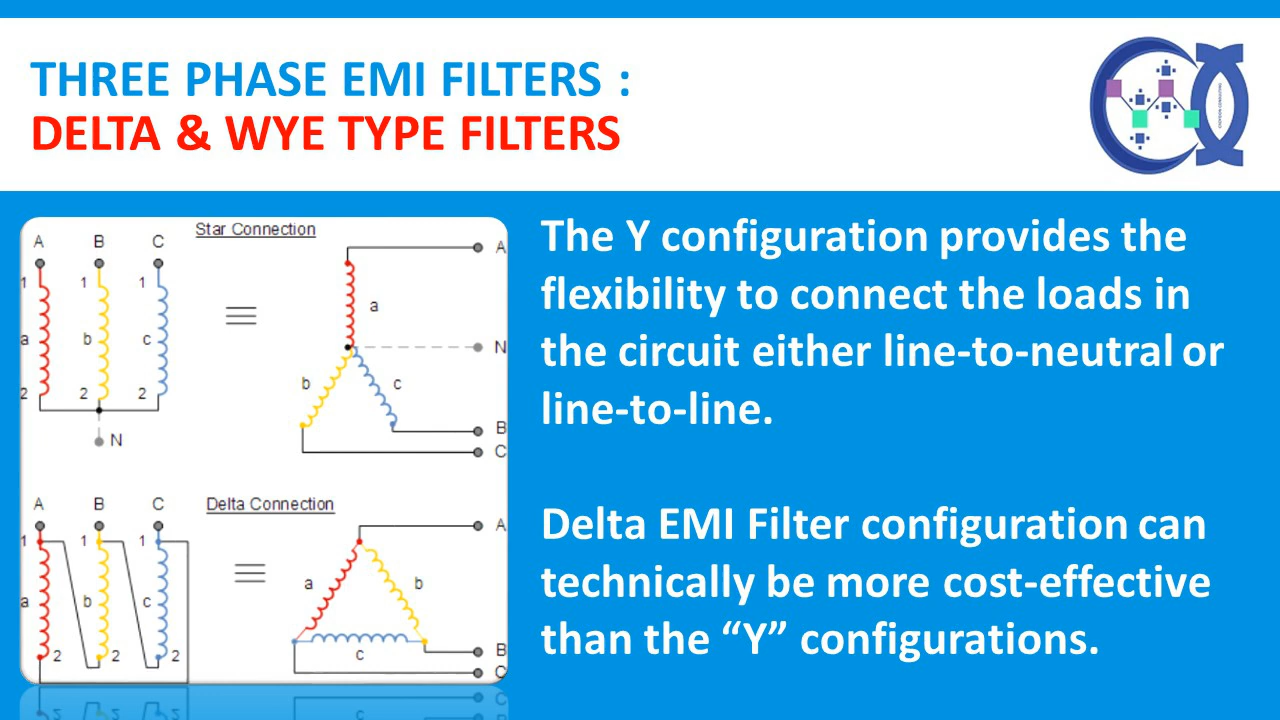 THREE PHASE EMI FILTERS :
DELTA & WYE TYPE FILTERS
Star Connection
A B C
1 1 1
a b c
2 2 2
N
A
a
N
b c
B
C
The Y configuration provides the
flexibility to connect the loads in
the circuit either line-to-neutral or
line-to-line.
Delta Connection
A B C
1 1 1
a b c
2 2 2
A
a b
c
B
C
Delta EMI Filter configuration can
technically be more cost-effective
than the “Y” configurations.